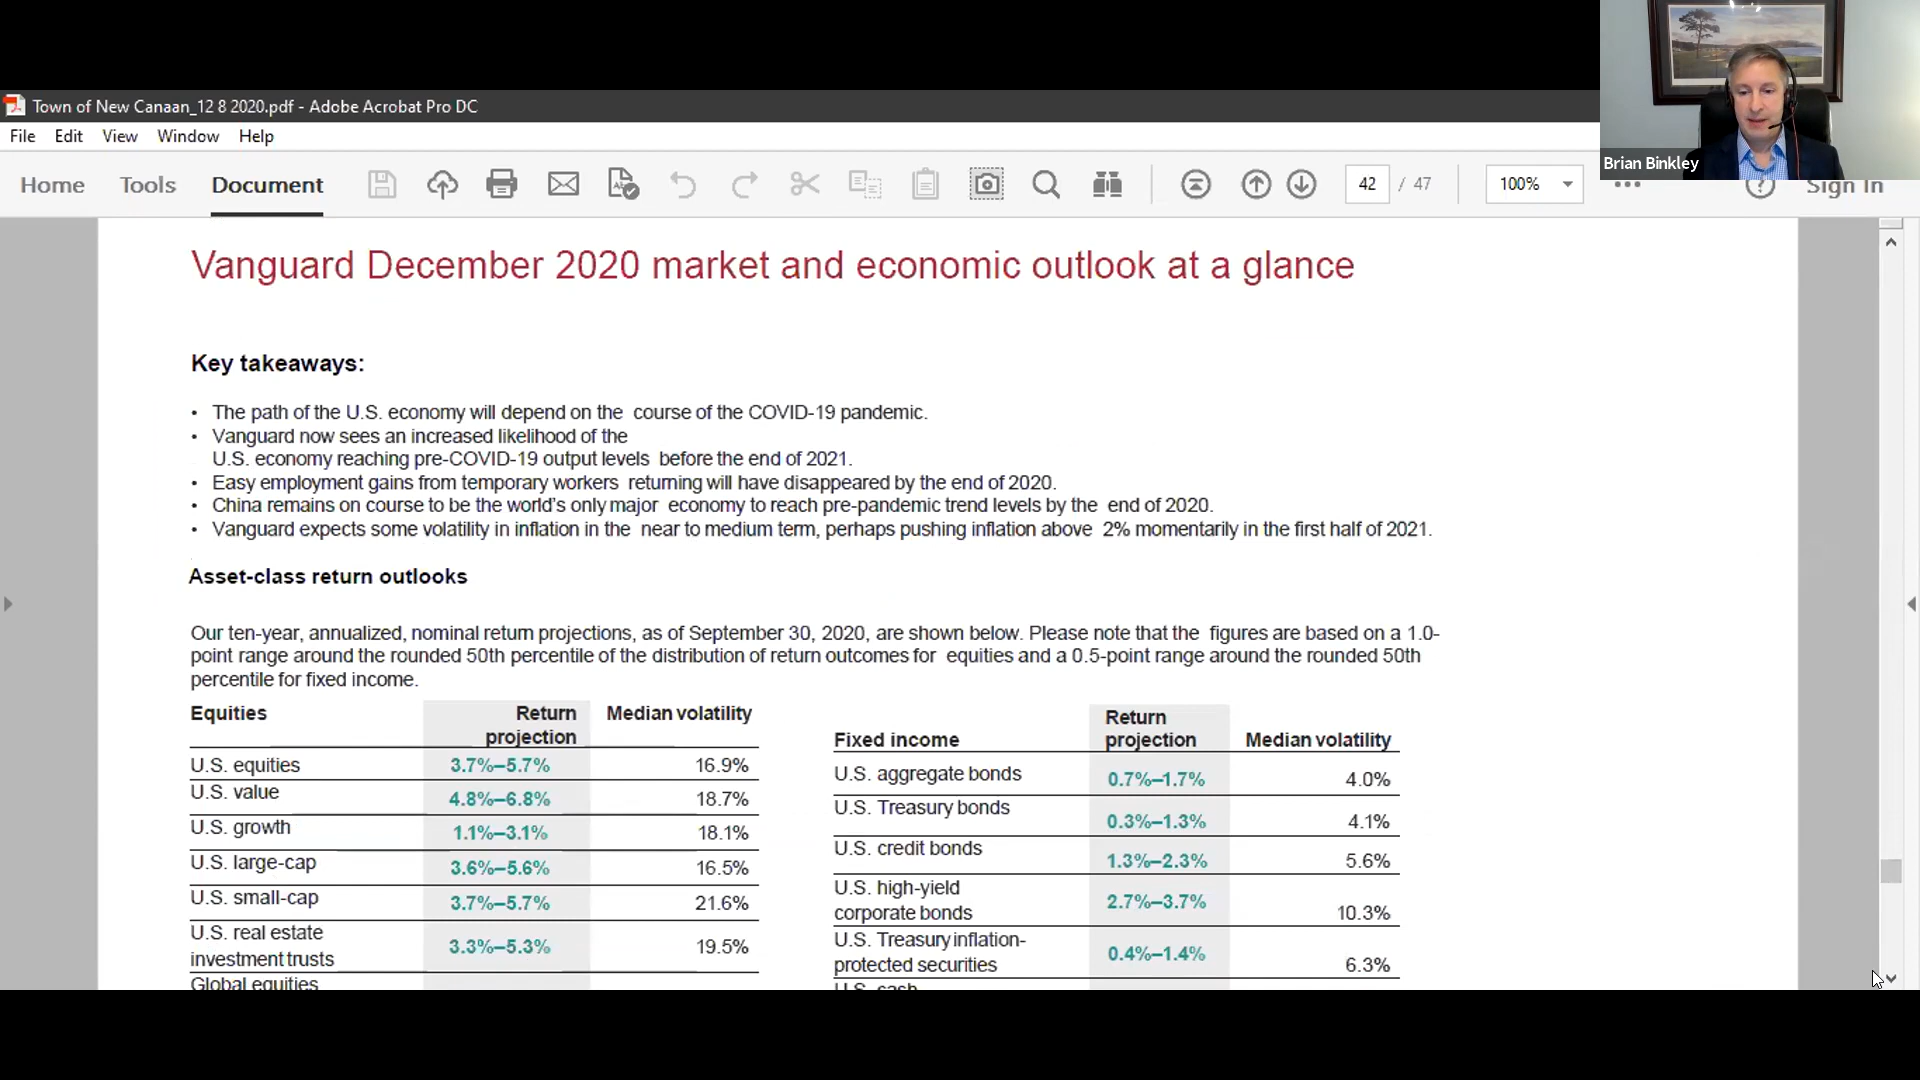 Town of New Canaan_12 8 2020.pdf - Adobe Acrobat Pro DC
File Edit View Window Help
Brian Binkley
Home Tools Document 42 / 47 100% Sign In
Vanguard December 2020 market and economic outlook at a glance
Key takeaways:
• The path of the U.S. economy will depend on the course of the COVID-19 pandemic.
• Vanguard now sees an increased likelihood of the
U.S. economy reaching pre-COVID-19 output levels before the end of 2021.
• Easy employment gains from temporary workers returning will have disappeared by the end of 2020.
• China remains on course to be the world's only major economy to reach pre-pandemic trend levels by the end of 2020.
• Vanguard expects some volatility in inflation in the near to medium term, perhaps pushing inflation above 2% momentarily in the first half of 2021.
Asset-class return outlooks
Our ten-year, annualized, nominal return projections, as of September 30, 2020, are shown below. Please note that the figures are based on a 1.0-
point range around the rounded 50th percentile of the distribution of return outcomes for equities and a 0.5-point range around the rounded 50th
percentile for fixed income.
Equities Return Median volatility
projection
U.S. equities 3.7%–5.7% 16.9%
U.S. value 4.8%–6.8% 18.7%
U.S. growth 1.1%–3.1% 18.1%
U.S. large-cap 3.6%–5.6% 16.5%
U.S. small-cap 3.7%–5.7% 21.6%
U.S. real estate
investment trusts 3.3%–5.3% 19.5%
Global equities
Return
Fixed income projection Median volatility
U.S. aggregate bonds 0.7%–1.7% 4.0%
U.S. Treasury bonds 0.3%–1.3% 4.1%
U.S. credit bonds 1.3%–2.3% 5.6%
U.S. high-yield
corporate bonds 2.7%–3.7% 10.3%
U.S. Treasury inflation-
protected securities 0.4%–1.4% 6.3%
U.S. cash